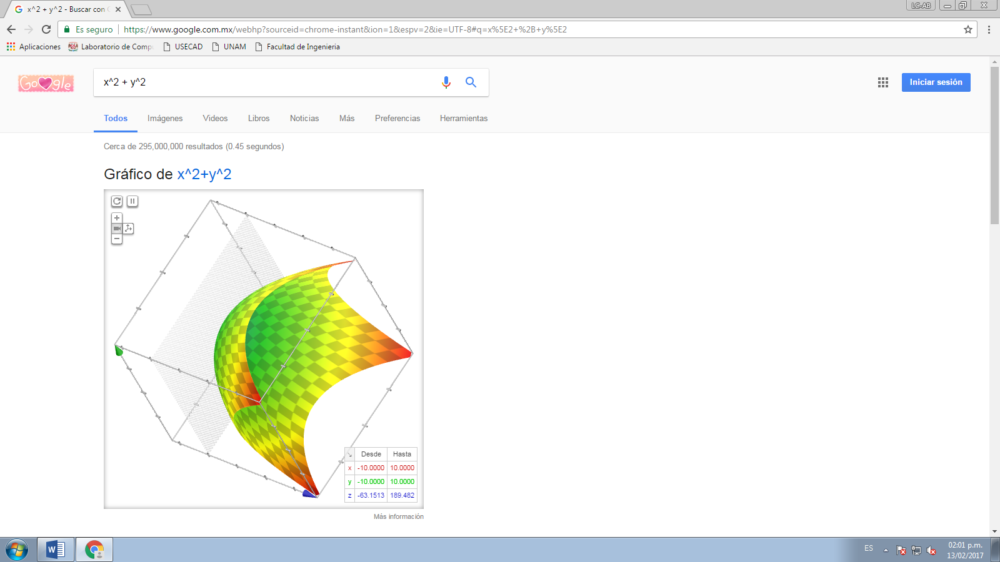 x^2 + y^2 - Buscar con G
LC-AB
Es seguro | https://www.google.com.mx/webhp?sourceid=chrome-instant&ion=1&espv=2&ie=UTF-8#q=x%5E2+%2B+y%5E2
Aplicaciones Laboratorio de Compu USECAD UNAM Facultad de Ingenieria
Google x^2 + y^2 Iniciar sesión
Todos Imágenes Videos Libros Noticias Más Preferencias Herramientas
Cerca de 295,000,000 resultados (0.45 segundos)
Gráfico de x^2+y^2
Desde Hasta
x -10.0000 10.0000
y -10.0000 10.0000
z -63.1513 189.482
Más información
ES 02:01 p.m.
13/02/2017